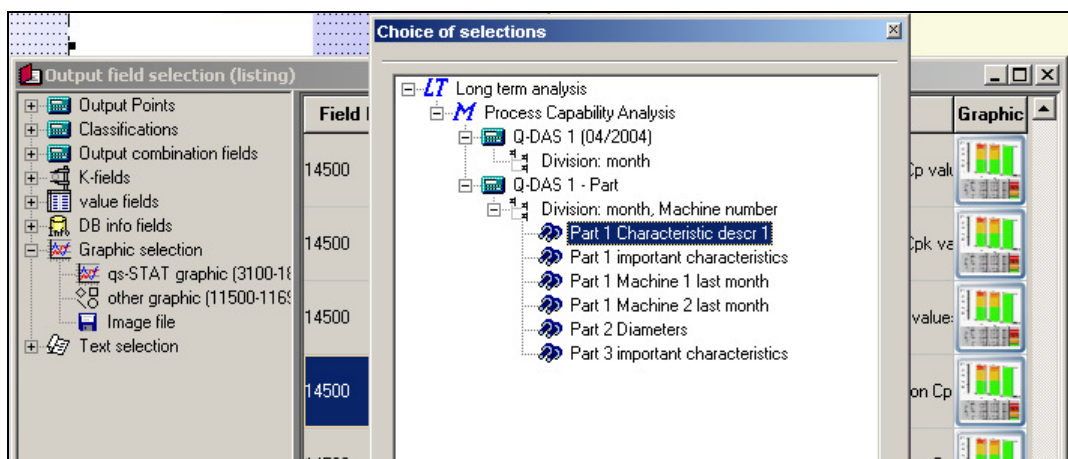 Choice of selections
Output field selection (listing)
Output Points
Classifications
Output combination fields
K-fields
value fields
DB info fields
Graphic selection
qs-STAT graphic (3100-18
other graphic (11500-1169
Image file
Text selection
Field
14500
14500
14500
14500
LT Long term analysis
M Process Capability Analysis
Q-DAS 1 (04/2004)
Division: month
Q-DAS 1 - Part
Division: month, Machine number
Part 1 Characteristic descr 1
Part 1 important characteristics
Part 1 Machine 1 last month
Part 1 Machine 2 last month
Part 2 Diameters
Part 3 important characteristics
Graphic
Cp valu
Cpk va
values
on Cp